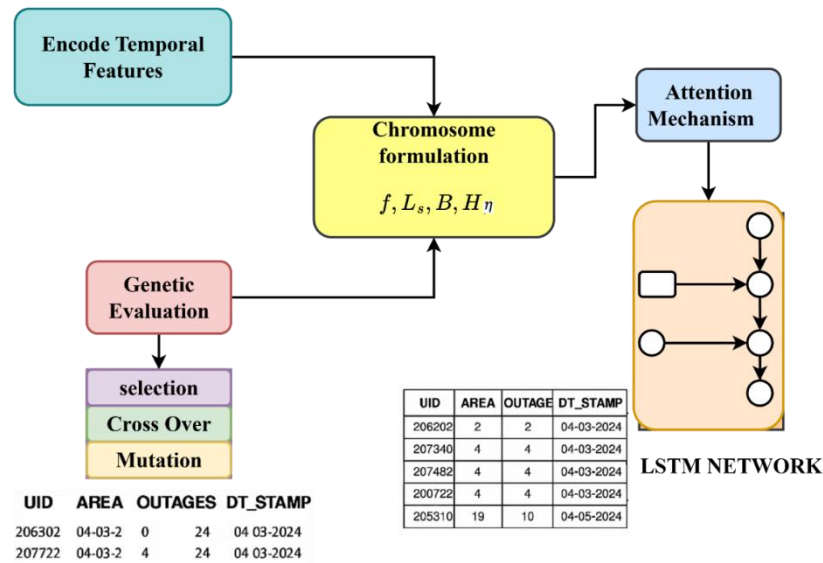 Encode Temporal
Features
Attention
Mechanism
Chromosome
formulation
f, L_s, B, H η
Genetic
Evaluation
selection
Cross Over
Mutation
UID AREA OUTAGE DT_STAMP
206202 2 2 04-03-2024
207340 4 4 04-03-2024
207482 4 4 04-03-2024
200722 4 4 04-03-2024
205310 19 10 04-05-2024
LSTM NETWORK
UID AREA OUTAGES DT_STAMP
206302 04-03-2 0 24 04 03-2024
207722 04-03-2 4 24 04 03-2024